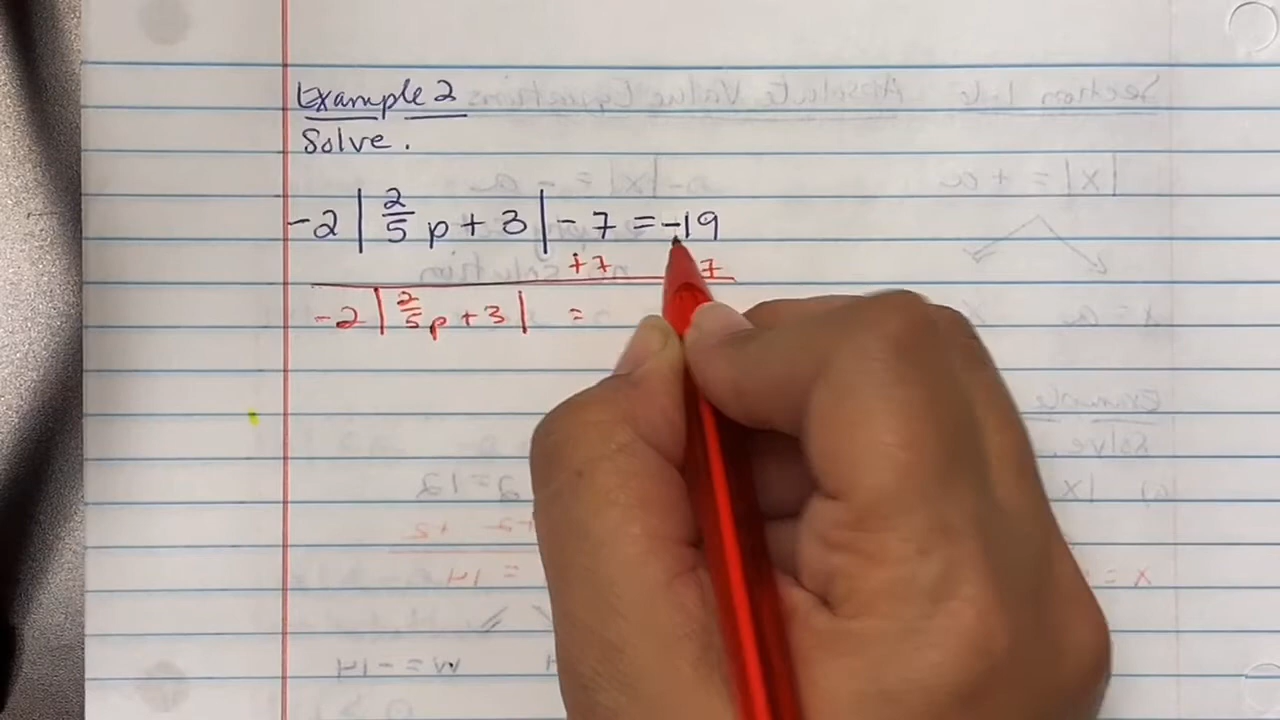 Example 2
Solve.
-2|2/5 p + 3| - 7 = -19
+7 7
-2|2/5 p + 3| =